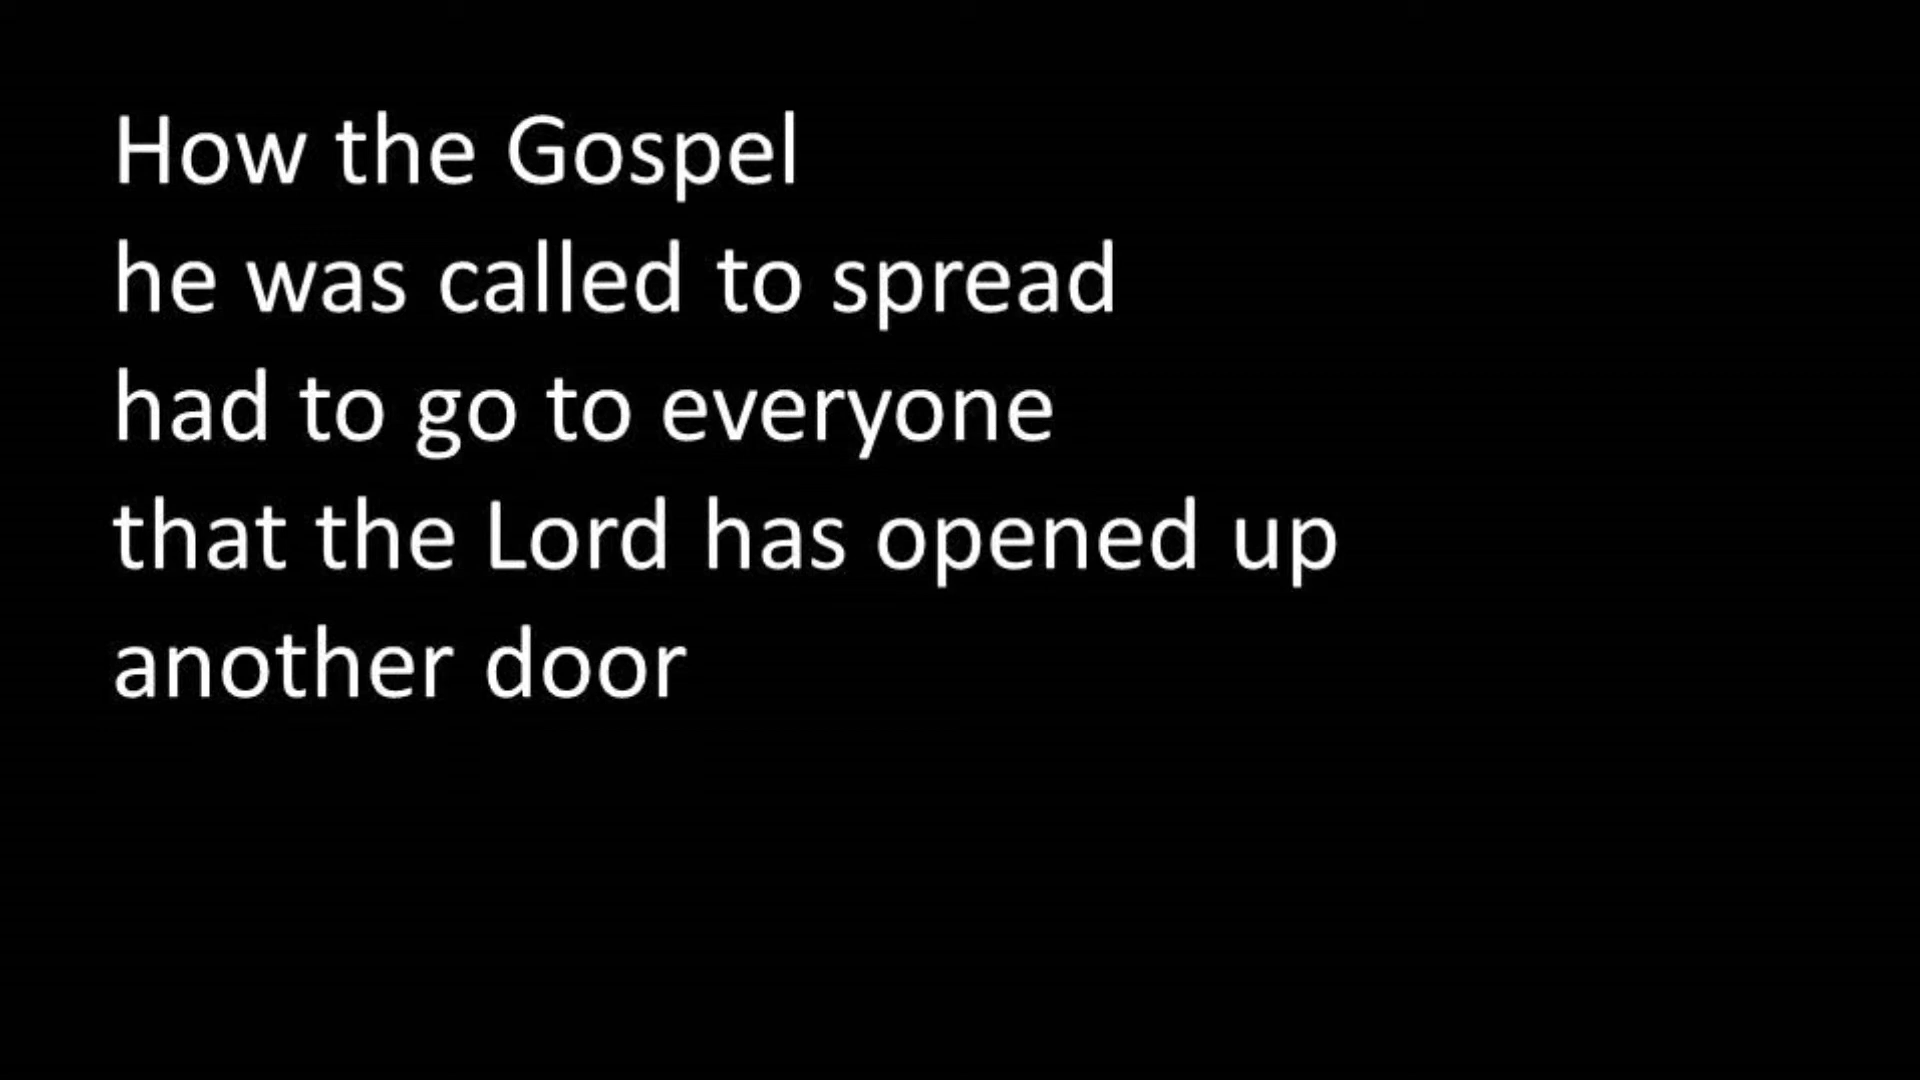 How the Gospel
he was called to spread
had to go to everyone
that the Lord has opened up
another door